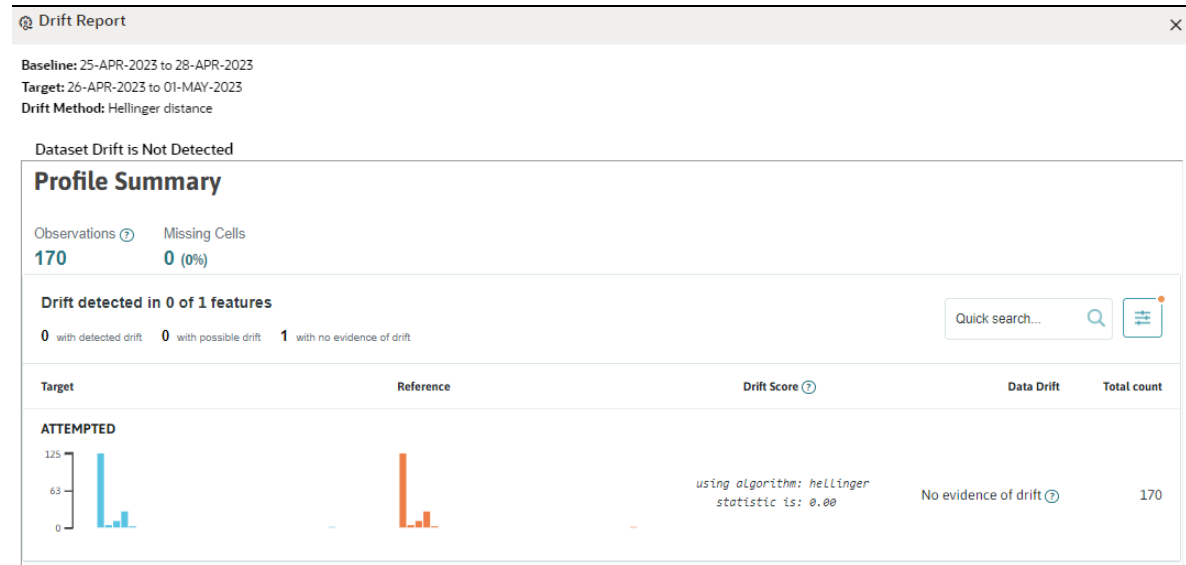 Drift Report
Baseline: 25-APR-2023 to 28-APR-2023
Target: 26-APR-2023 to 01-MAY-2023
Drift Method: Hellinger distance
Dataset Drift is Not Detected
Profile Summary
Observations ? Missing Cells
170 0 (0%)
Drift detected in 0 of 1 features
0 with detected drift 0 with possible drift 1 with no evidence of drift
Quick search...
Target Reference Drift Score ? Data Drift Total count
ATTEMPTED
125
63
0
using algorithm: hellinger
statistic is: 0.00
No evidence of drift ? 170